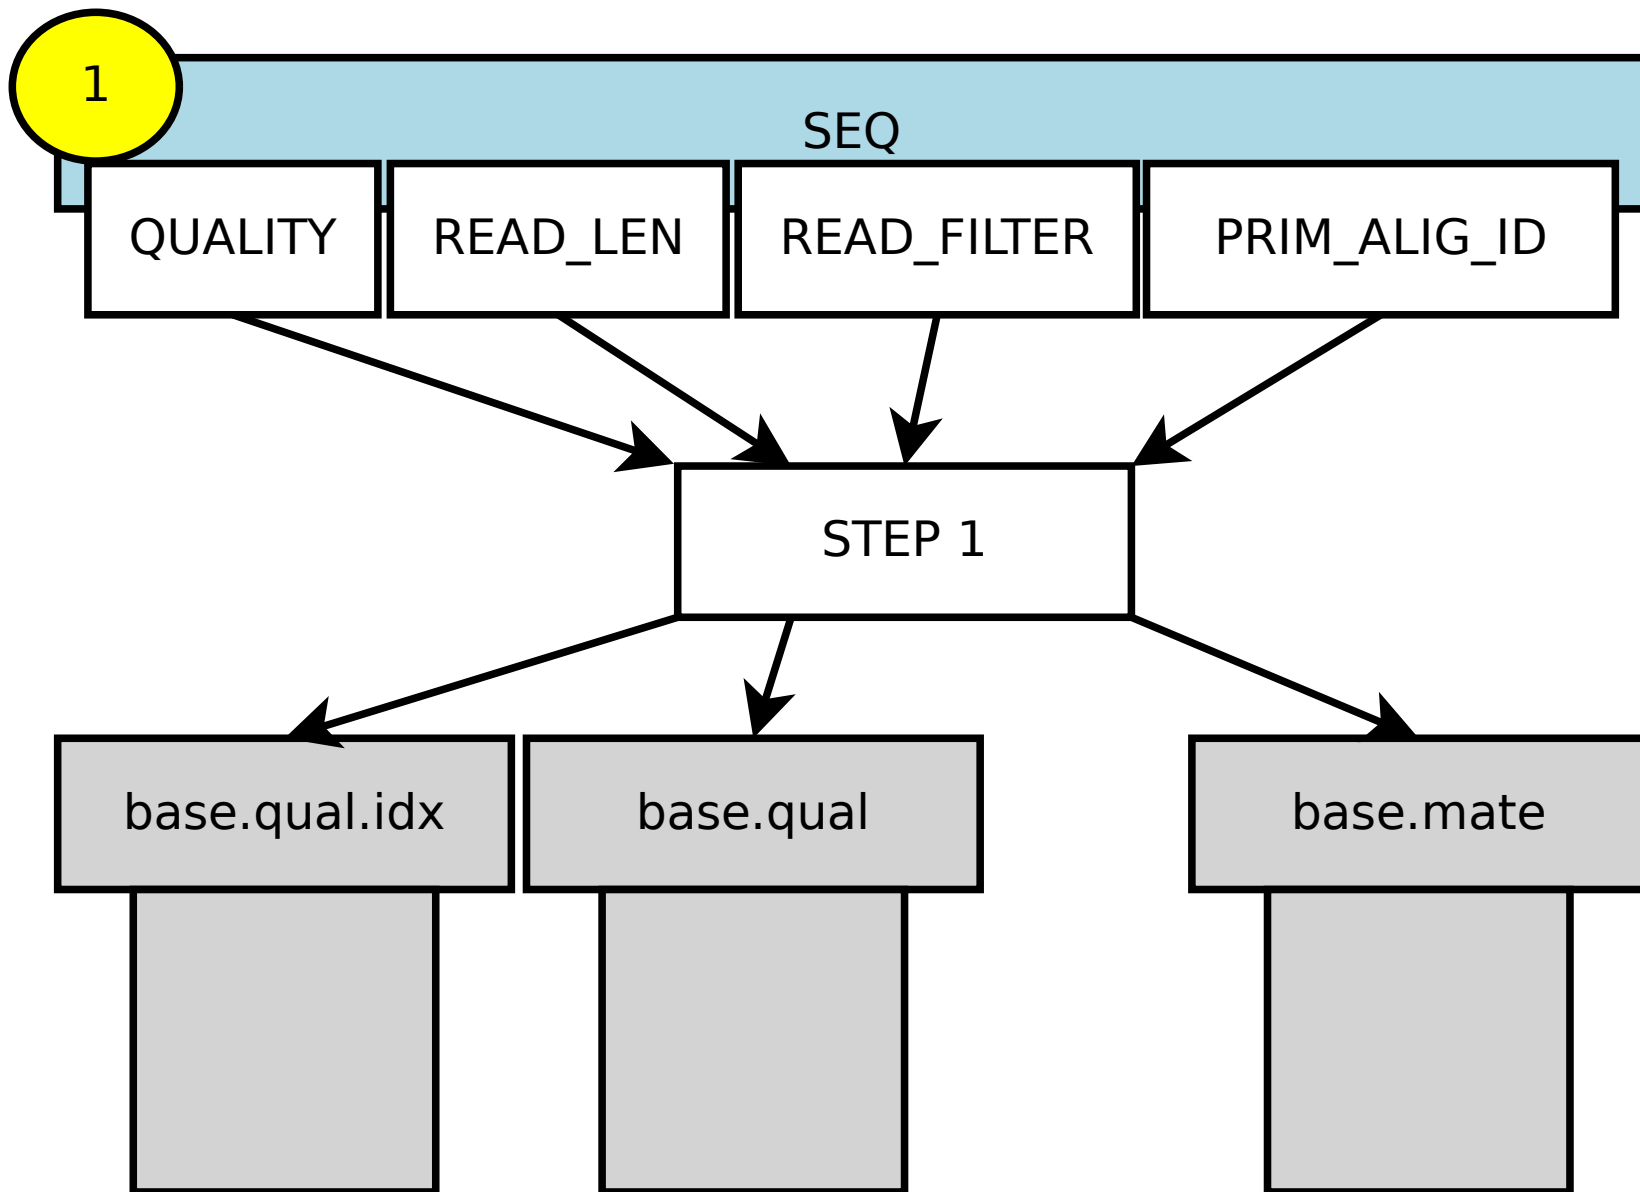 1
SEQ
QUALITY READ_LEN READ_FILTER PRIM_ALIG_ID
STEP 1
base.qual.idx base.qual base.mate